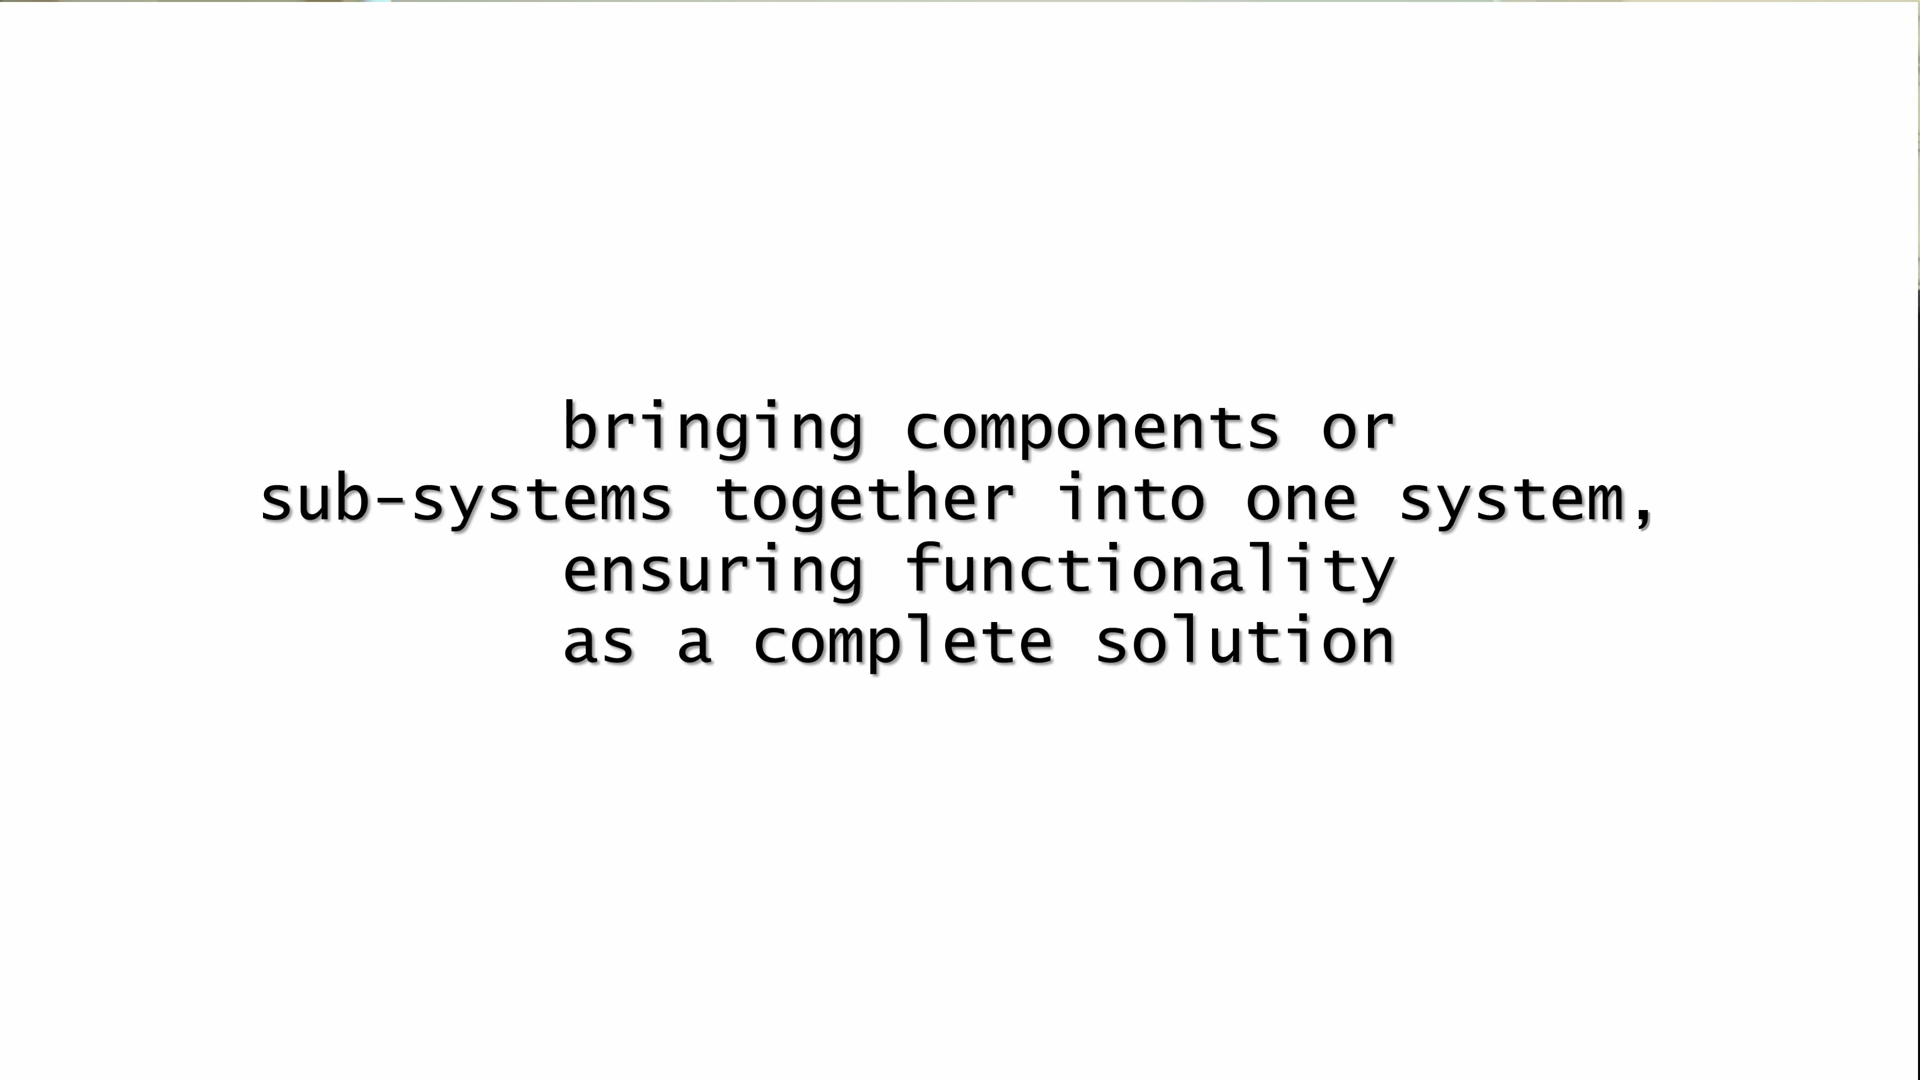 bringing components or
sub-systems together into one system,
ensuring functionality
as a complete solution